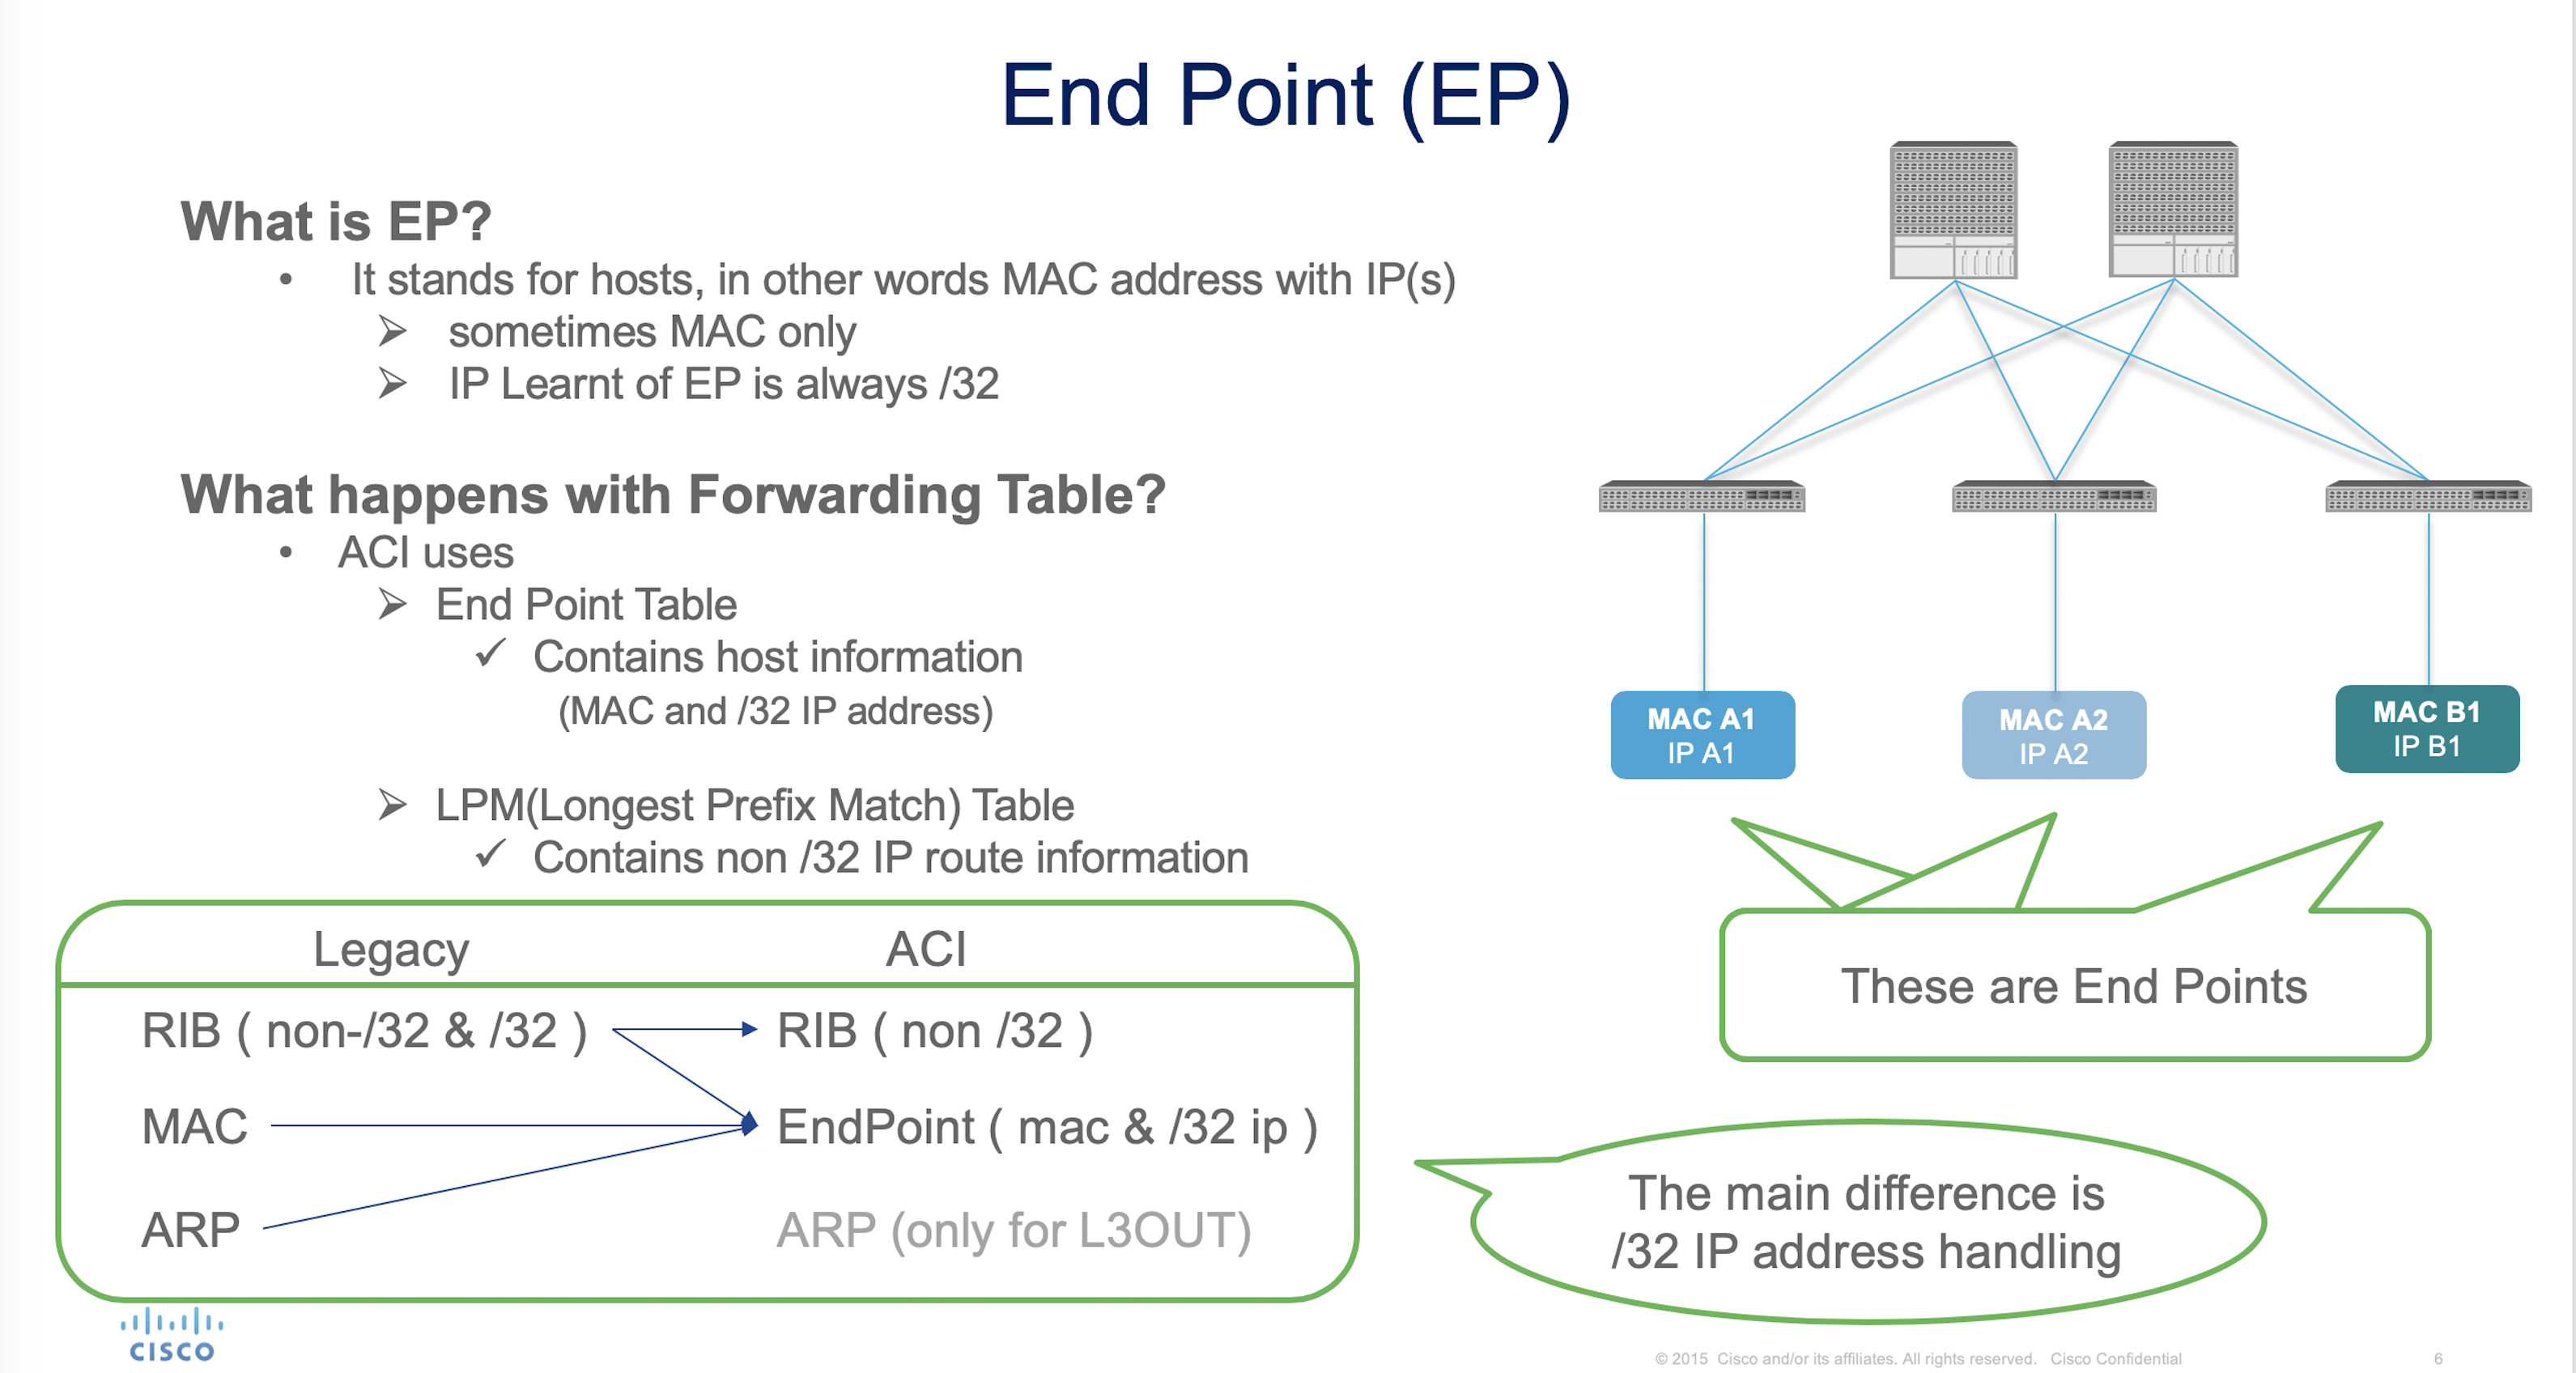 End Point (EP)
What is EP?
• It stands for hosts, in other words MAC address with IP(s)
➢ sometimes MAC only
➢ IP Learnt of EP is always /32
What happens with Forwarding Table?
• ACI uses
➢ End Point Table
✓ Contains host information
(MAC and /32 IP address)
➢ LPM(Longest Prefix Match) Table
✓ Contains non /32 IP route information
Legacy ACI
RIB ( non-/32 & /32 ) RIB ( non /32 )
MAC EndPoint ( mac & /32 ip )
ARP ARP (only for L3OUT)
MAC A1
IP A1
MAC A2
IP A2
MAC B1
IP B1
These are End Points
The main difference is
/32 IP address handling
CISCO
© 2015 Cisco and/or its affiliates. All rights reserved. Cisco Confidential
6